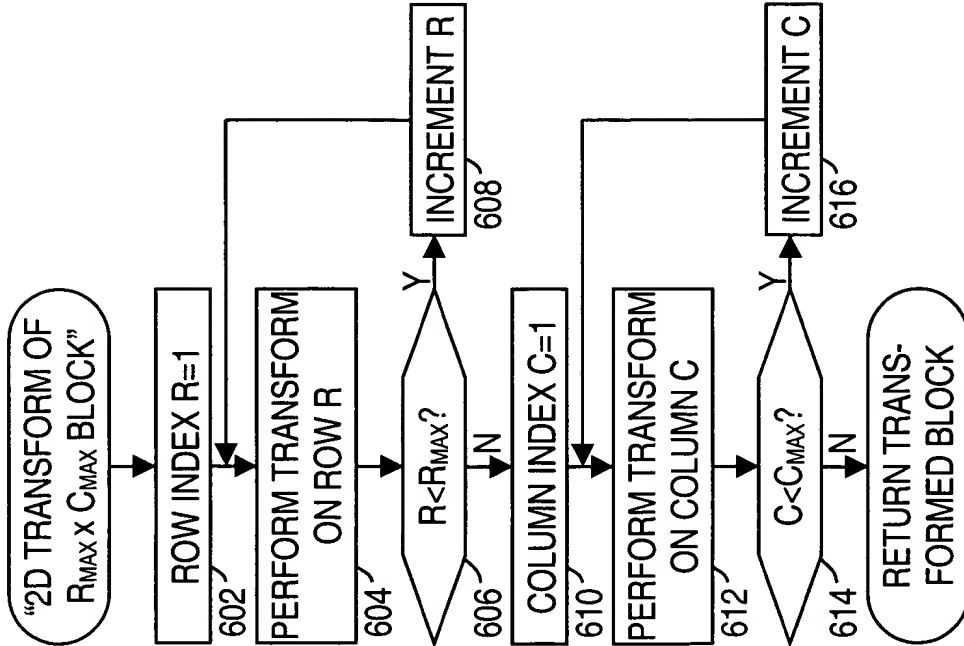 “2D TRANSFORM OF
RMAX x CMAX BLOCK”
ROW INDEX R=1
602
PERFORM TRANSFORM
ON ROW R
604
R<RMAX?
606
Y
N
INCREMENT R
608
COLUMN INDEX C=1
610
PERFORM TRANSFORM
ON COLUMN C
612
C<CMAX?
614
Y
N
INCREMENT C
616
RETURN TRANS-
FORMED BLOCK